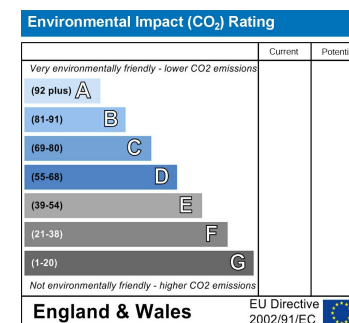 Environmental Impact (CO₂) Rating
Current Potenti
Very environmentally friendly - lower CO2 emissions
(92 plus) A
(81-91) B
(69-80) C
(55-68) D
(39-54) E
(21-38) F
(1-20) G
Not environmentally friendly - higher CO2 emissions
England & Wales
EU Directive
2002/91/EC